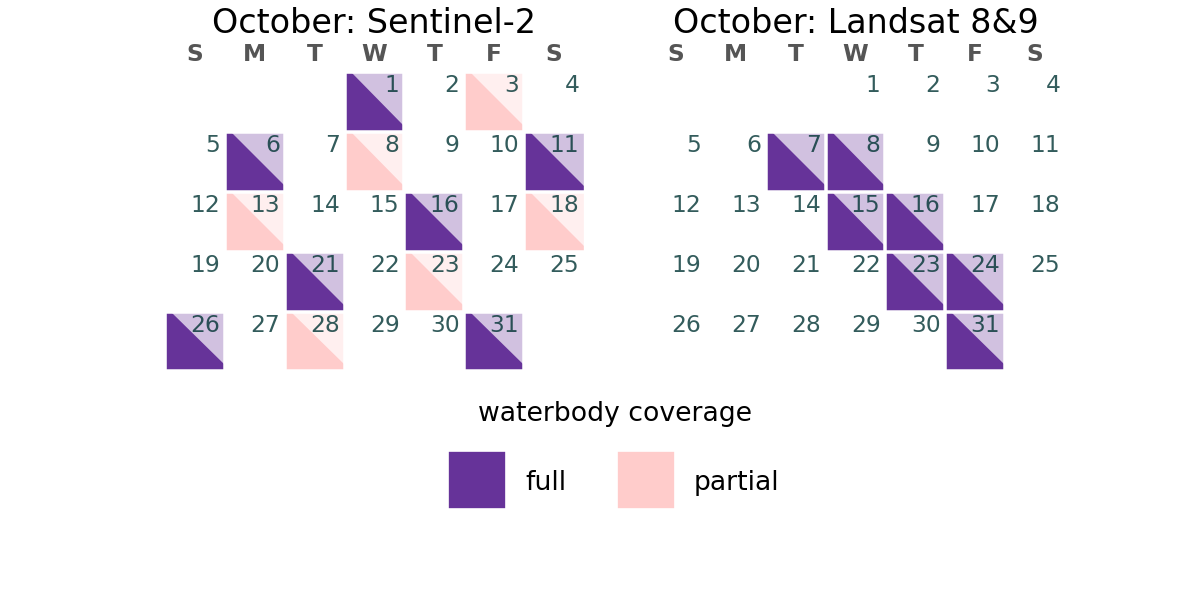 October: Sentinel-2
S M T W T F S
1 2 3 4
5 6 7 8 9 10 11
12 13 14 15 16 17 18
19 20 21 22 23 24 25
26 27 28 29 30 31
October: Landsat 8&9
S M T W T F S
1 2 3 4
5 6 7 8 9 10 11
12 13 14 15 16 17 18
19 20 21 22 23 24 25
26 27 28 29 30 31
waterbody coverage
full partial